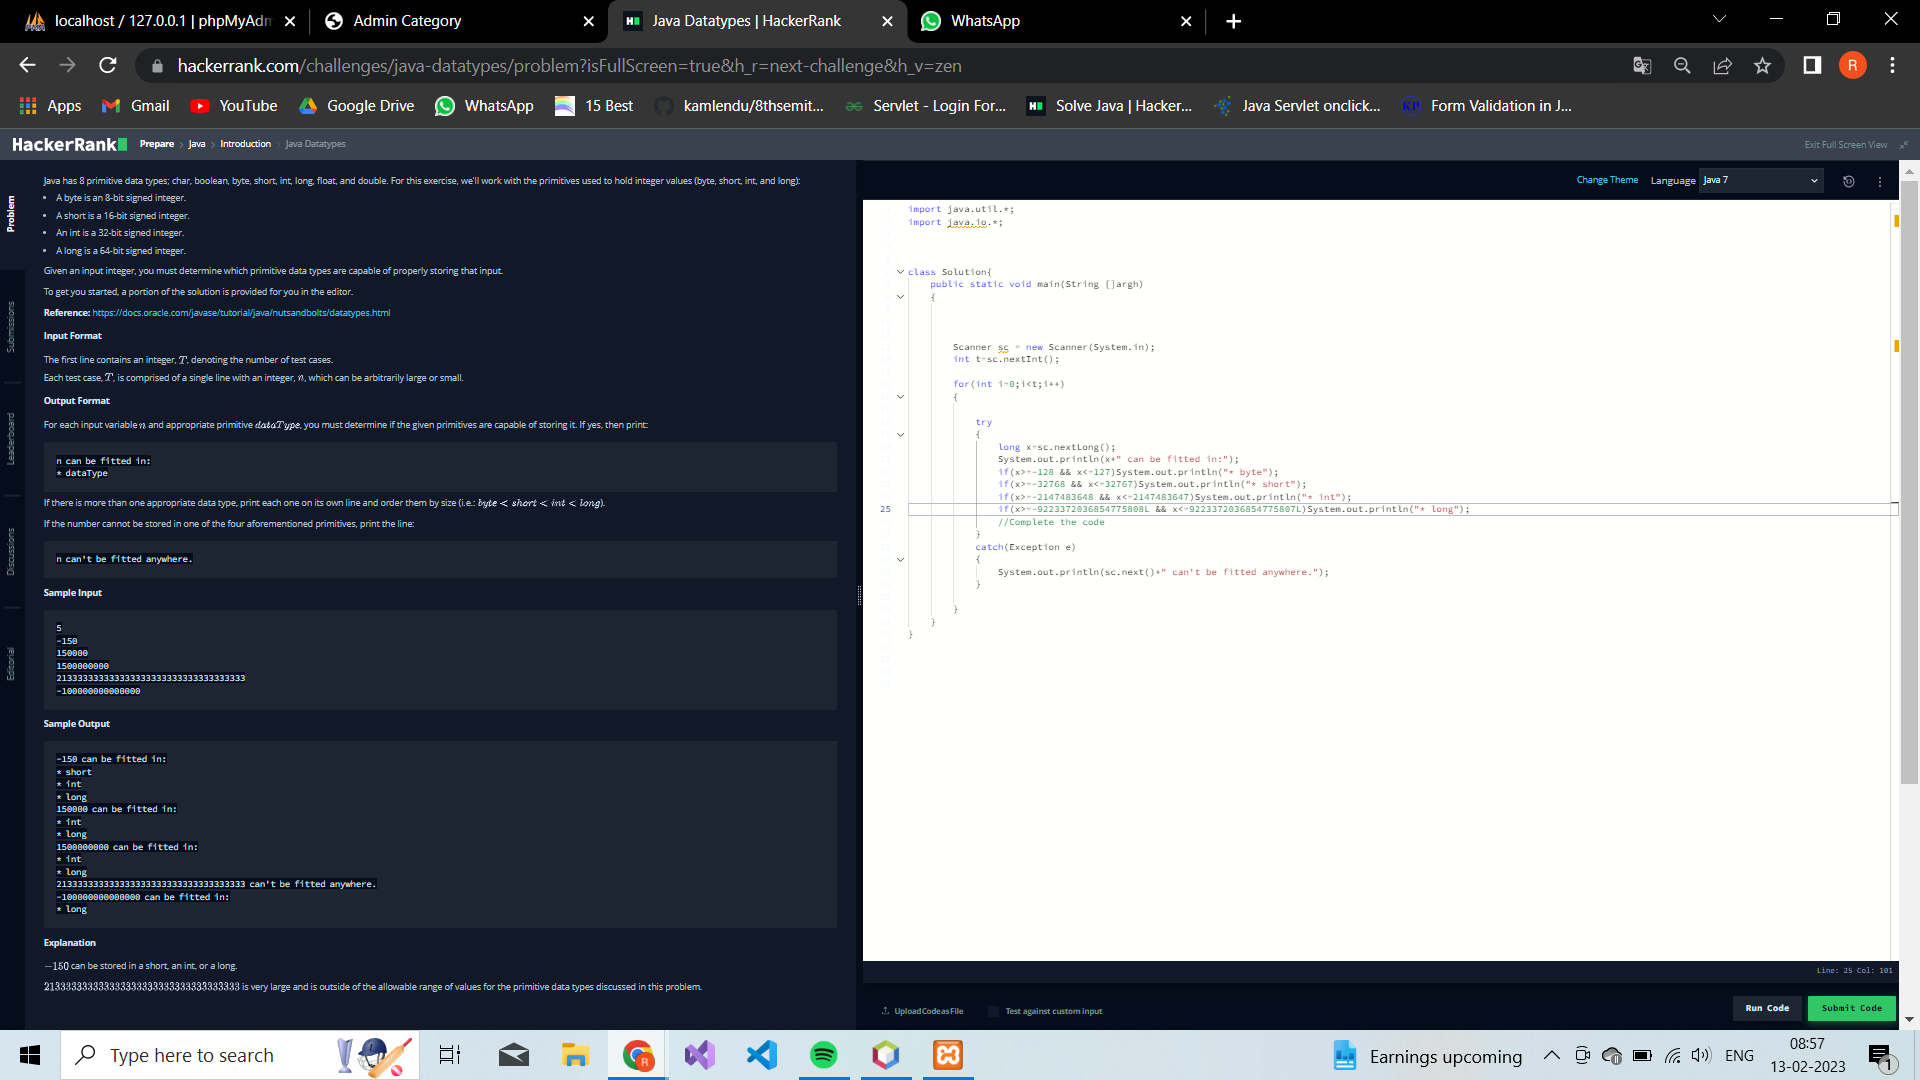 localhost / 127.0.0.1 | phpMyAdm
Admin Category
Java Datatypes | HackerRank
WhatsApp
hackerrank.com/challenges/java-datatypes/problem?isFullScreen=true&h_r=next-challenge&h_v=zen
R
Apps
Gmail
YouTube
Google Drive
WhatsApp
15 Best
kamlendu/8thsemit...
Servlet - Login For...
Solve Java | Hacker...
Java Servlet onclick...
Form Validation in J...
HackerRank
Prepare > Java > Introduction > Java Datatypes
Exit Full Screen View
Problem
Submissions
Leaderboard
Discussions
Editorial
Java has 8 primitive data types; char, boolean, byte, short, int, long, float, and double. For this exercise, we'll work with the primitives used to hold integer values (byte, short, int, and long):
• A byte is an 8-bit signed integer.
• A short is a 16-bit signed integer.
• An int is a 32-bit signed integer.
• A long is a 64-bit signed integer.
Given an input integer, you must determine which primitive data types are capable of properly storing that input.
To get you started, a portion of the solution is provided for you in the editor.
Reference: https://docs.oracle.com/javase/tutorial/java/nutsandbolts/datatypes.html
Input Format
The first line contains an integer, T, denoting the number of test cases.
Each test case, T, is comprised of a single line with an integer, n, which can be arbitrarily large or small.
Output Format
For each input variable n and appropriate primitive dataType, you must determine if the given primitives are capable of storing it. If yes, then print:
n can be fitted in:
* dataType
If there is more than one appropriate data type, print each one on its own line and order them by size (i.e.: byte < short < int < long).
If the number cannot be stored in one of the four aforementioned primitives, print the line:
n can't be fitted anywhere.
Sample Input
5
-150
150000
1500000000
213333333333333333333333333333333333
-100000000000000
Sample Output
-150 can be fitted in:
* short
* int
* long
150000 can be fitted in:
* int
* long
1500000000 can be fitted in:
* int
* long
213333333333333333333333333333333333 can't be fitted anywhere.
-100000000000000 can be fitted in:
* long
Explanation
−150 can be stored in a short, an int, or a long.
213333333333333333333333333333333333 is very large and is outside of the allowable range of values for the primitive data types discussed in this problem.
Change Theme
Language
Java 7
import java.util.*;
import java.io.*;
class Solution{
public static void main(String []argh)
{
Scanner sc = new Scanner(System.in);
int t=sc.nextInt();
for(int i=0;i<t;i++)
{
try
{
long x=sc.nextLong();
System.out.println(x+" can be fitted in:");
if(x>=-128 && x<=127)System.out.println("* byte");
if(x>=-32768 && x<=32767)System.out.println("* short");
if(x>=-2147483648 && x<=2147483647)System.out.println("* int");
25 if(x>=-9223372036854775808L && x<=9223372036854775807L)System.out.println("* long");
//Complete the code
}
catch(Exception e)
{
System.out.println(sc.next()+" can't be fitted anywhere.");
}
}
}
}
Line: 25 Col: 101
Upload Code as File
Test against custom input
Run Code
Submit Code
Type here to search
Earnings upcoming
ENG
08:57
13-02-2023
1